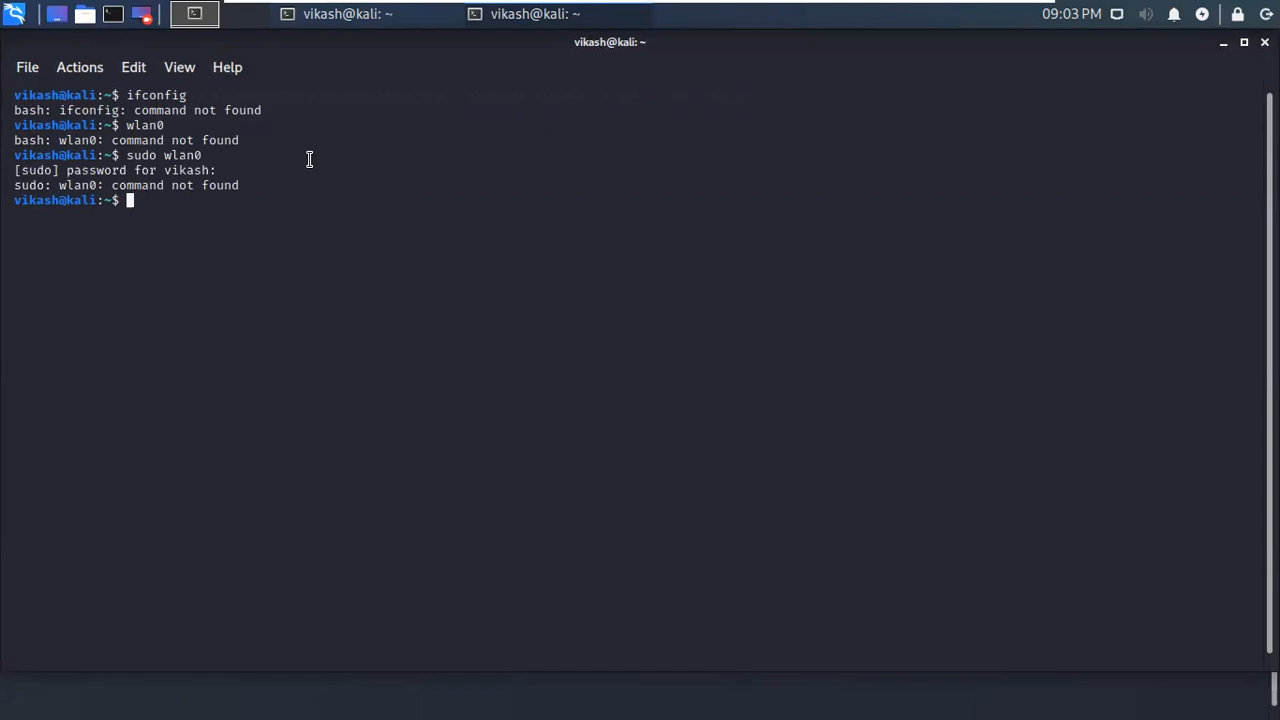 vikash@kali: ~
vikash@kali: ~
09:03 PM
vikash@kali: ~
File Actions Edit View Help
vikash@kali:~$ ifconfig
bash: ifconfig: command not found
vikash@kali:~$ wlan0
bash: wlan0: command not found
vikash@kali:~$ sudo wlan0
[sudo] password for vikash:
sudo: wlan0: command not found
vikash@kali:~$